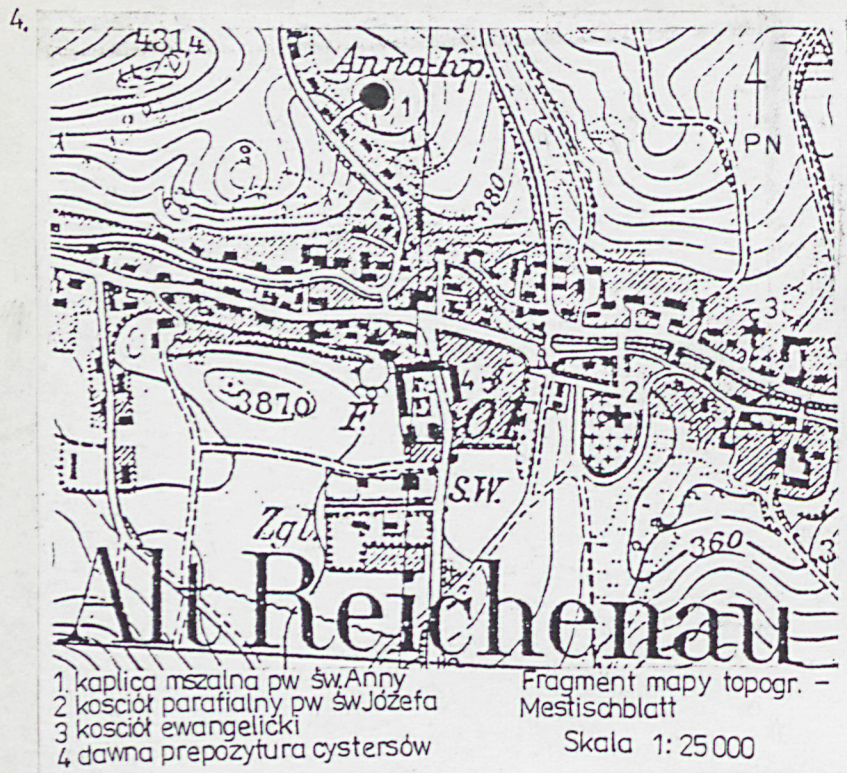 4.
4314
Anna-Kp.
1
PN
380
3
387,0
4
F.
O.
2
S.W.
Zgl.
360
3
Alt Reichenau
1 kaplica mszalna pw św.Anny
2 kosciół parafialny pw św Józefa
3 kosciół ewangelicki
4 dawna prepozytura cystersów
Fragment mapy topogr. –
Mestischblatt
Skala 1: 25 000